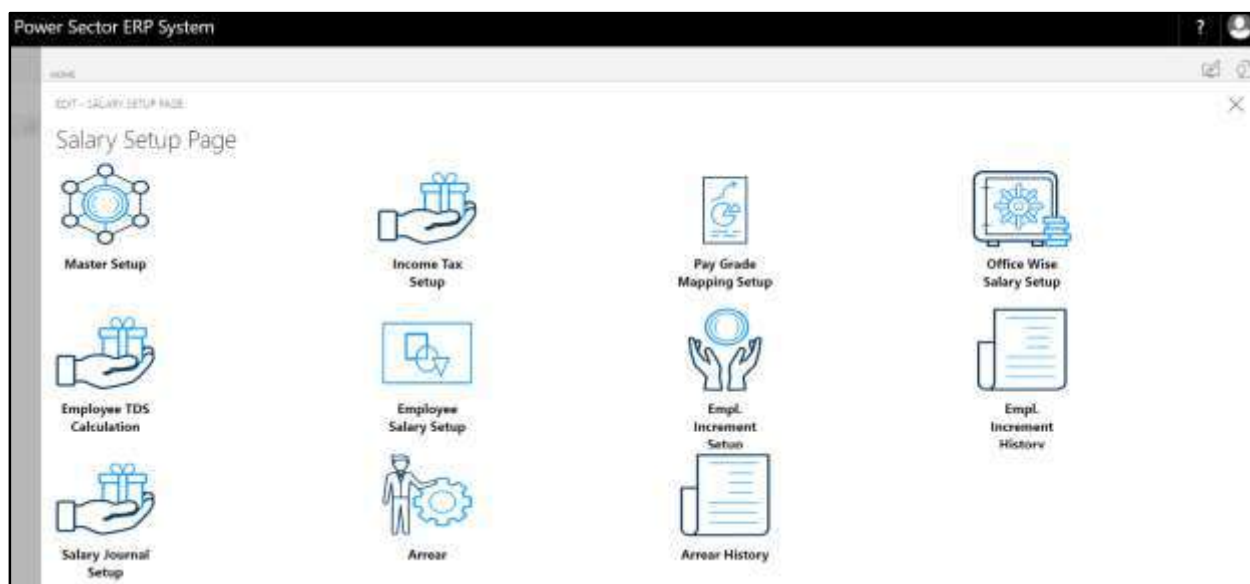 Power Sector ERP System ?
HOME
EDIT - SALARY SETUP PAGE
Salary Setup Page
Master Setup
Income Tax
Setup
Pay Grade
Mapping Setup
Office Wise
Salary Setup
Employee TDS
Calculation
Employee
Salary Setup
Empl.
Increment
Setup
Empl.
Increment
History
Salary Journal
Setup
Arrear
Arrear History